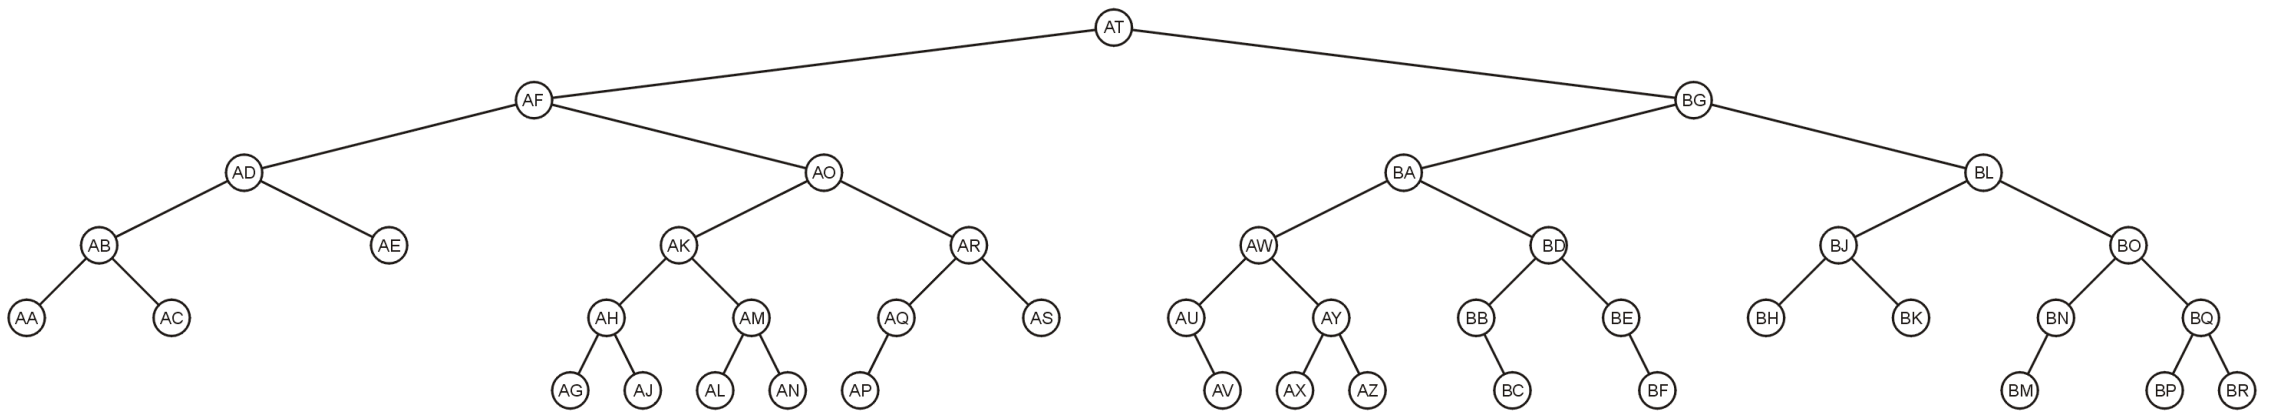 AT
AF BG
AD AO BA BL
AB AE AK AR AW BD BJ BO
AA AC AH AM AQ AS AU AY BB BE BH BK BN BQ
AG AJ AL AN AP AV AX AZ BC BF BM BP BR